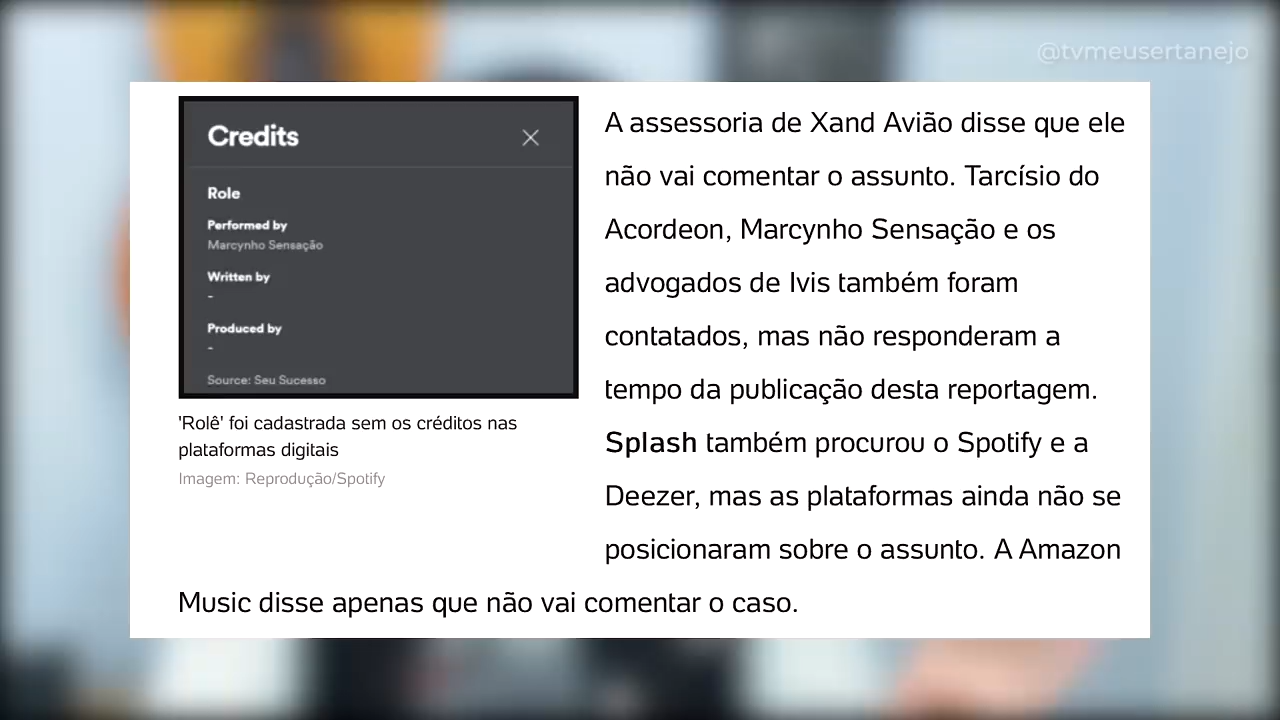 @tvmeusertanejo
Credits
Role
Performed by
Marcynho Sensação
Written by
-
Produced by
-
Source: Seu Sucesso
'Rolê' foi cadastrada sem os créditos nas
plataformas digitais
Imagem: Reprodução/Spotify
A assessoria de Xand Avião disse que ele
não vai comentar o assunto. Tarcísio do
Acordeon, Marcynho Sensação e os
advogados de Ivis também foram
contatados, mas não responderam a
tempo da publicação desta reportagem.
Splash também procurou o Spotify e a
Deezer, mas as plataformas ainda não se
posicionaram sobre o assunto. A Amazon
Music disse apenas que não vai comentar o caso.